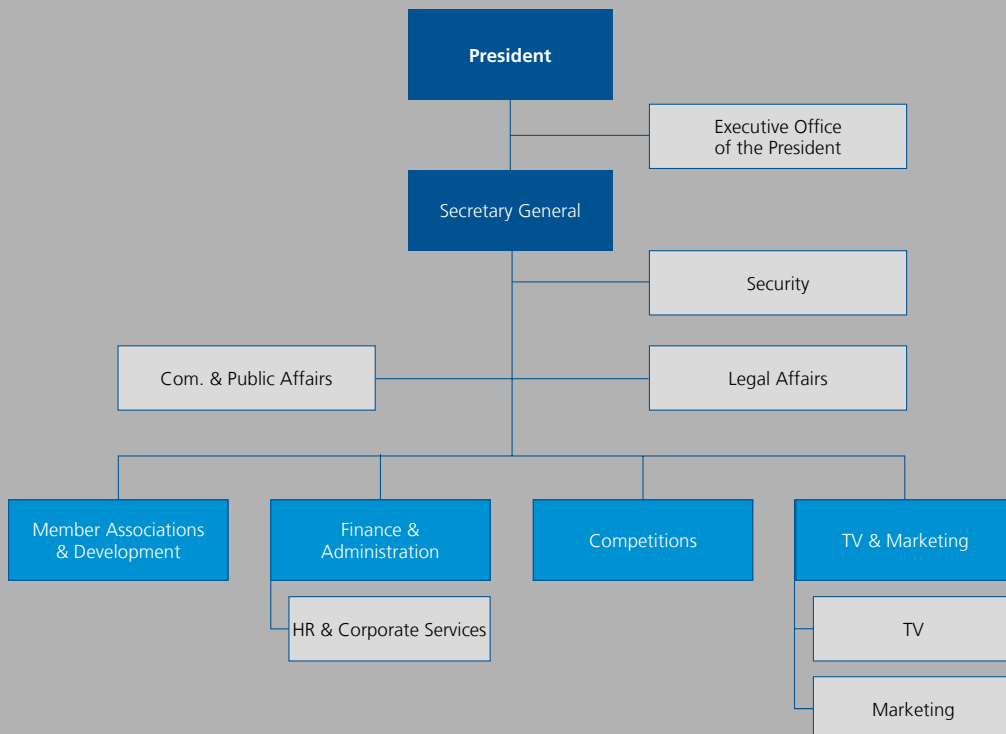 President
Executive Office
of the President
Secretary General
Security
Com. & Public Affairs
Legal Affairs
Member Associations
& Development
Finance &
Administration
Competitions
TV & Marketing
HR & Corporate Services
TV
Marketing